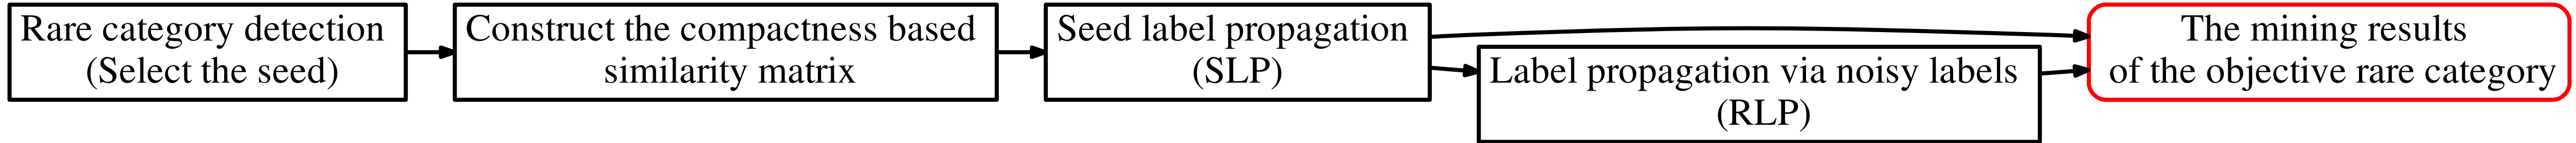 Rare category detection
(Select the seed)
Construct the compactness based
similarity matrix
Seed label propagation
(SLP)
Label propagation via noisy labels
(RLP)
The mining results
of the objective rare category